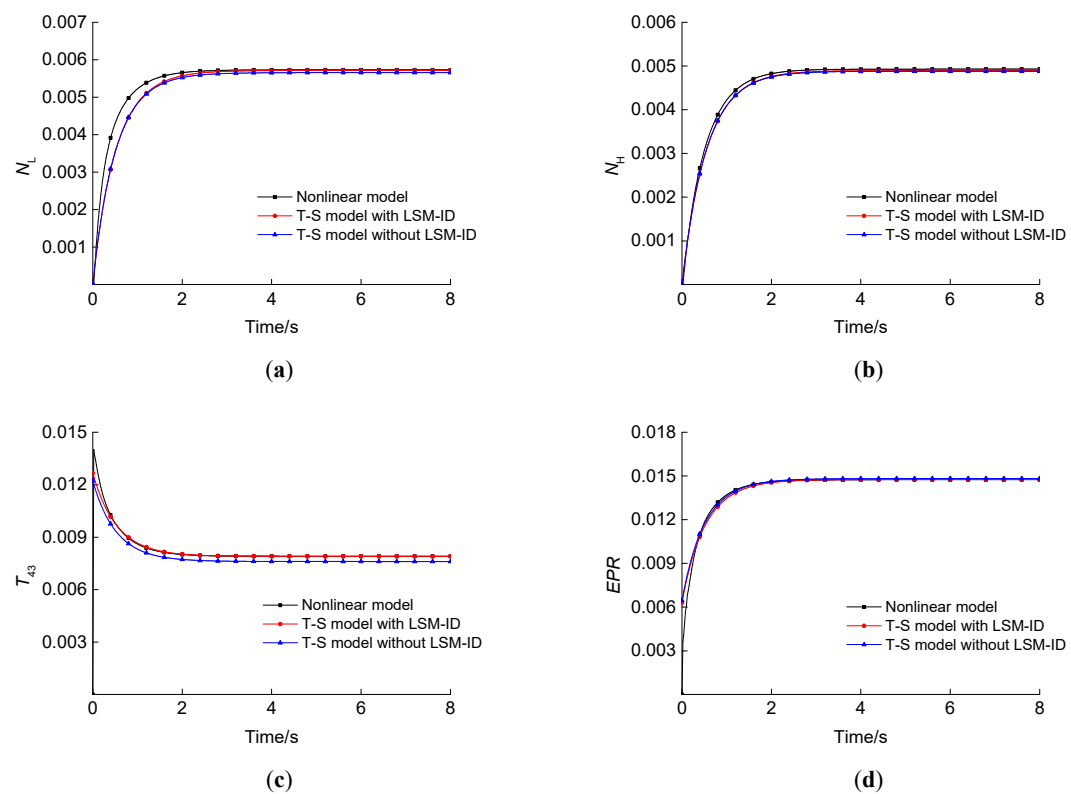 0.007
0.006
0.005
0.004
0.003
0.002
0.001
N_L
Nonlinear model
T-S model with LSM-ID
T-S model without LSM-ID
0 2 4 6 8
Time/s
(a)
0.006
0.005
0.004
0.003
0.002
0.001
N_H
Nonlinear model
T-S model with LSM-ID
T-S model without LSM-ID
0 2 4 6 8
Time/s
(b)
0.015
0.012
0.009
0.006
0.003
T_43
Nonlinear model
T-S model with LSM-ID
T-S model without LSM-ID
0 2 4 6 8
Time/s
(c)
0.018
0.015
0.012
0.009
0.006
0.003
EPR
Nonlinear model
T-S model with LSM-ID
T-S model without LSM-ID
0 2 4 6 8
Time/s
(d)